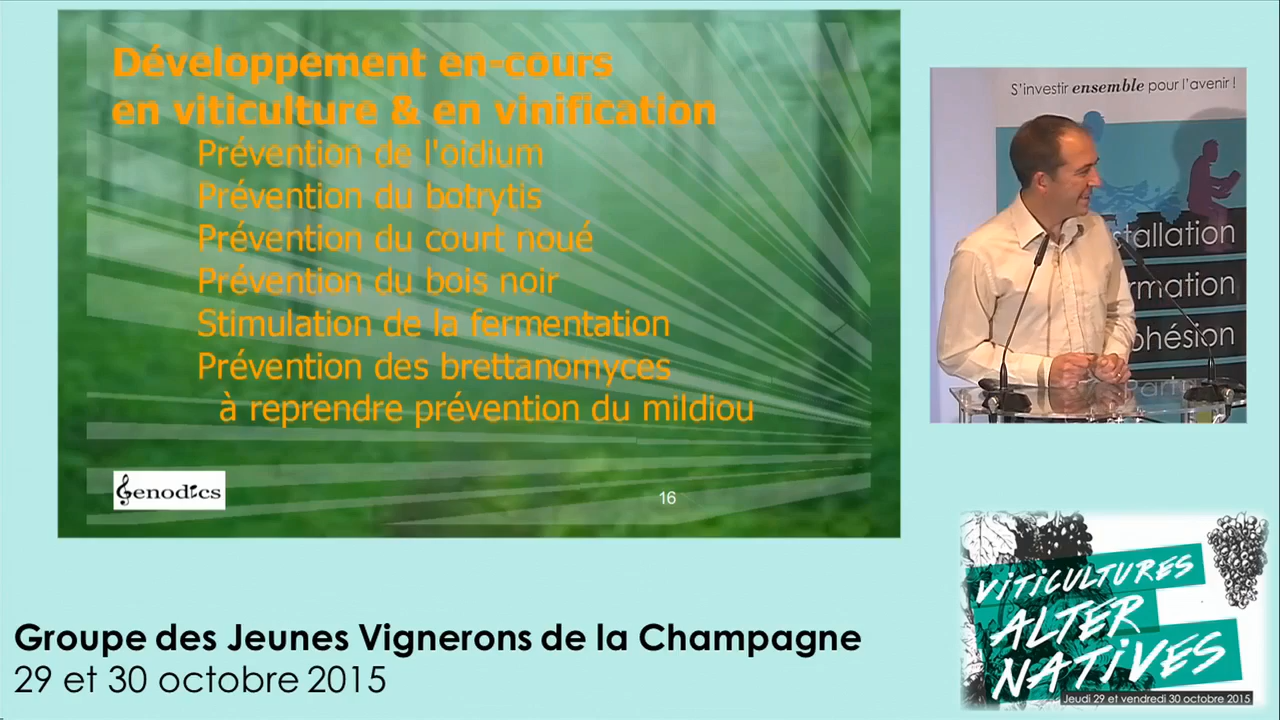 Développement en-cours
en viticulture & en vinification
Prévention de l'oidium
Prévention du botrytis
Prévention du court noué
Prévention du bois noir
Stimulation de la fermentation
Prévention des brettanomyces
à reprendre prévention du mildiou
Genodics
16
S'investir ensemble pour l'avenir !
stallation
rmation
ohésion
Groupe des Jeunes Vignerons de la Champagne
29 et 30 octobre 2015
VITICULTURES
ALTER
NATIVES
Jeudi 29 et vendredi 30 octobre 2015